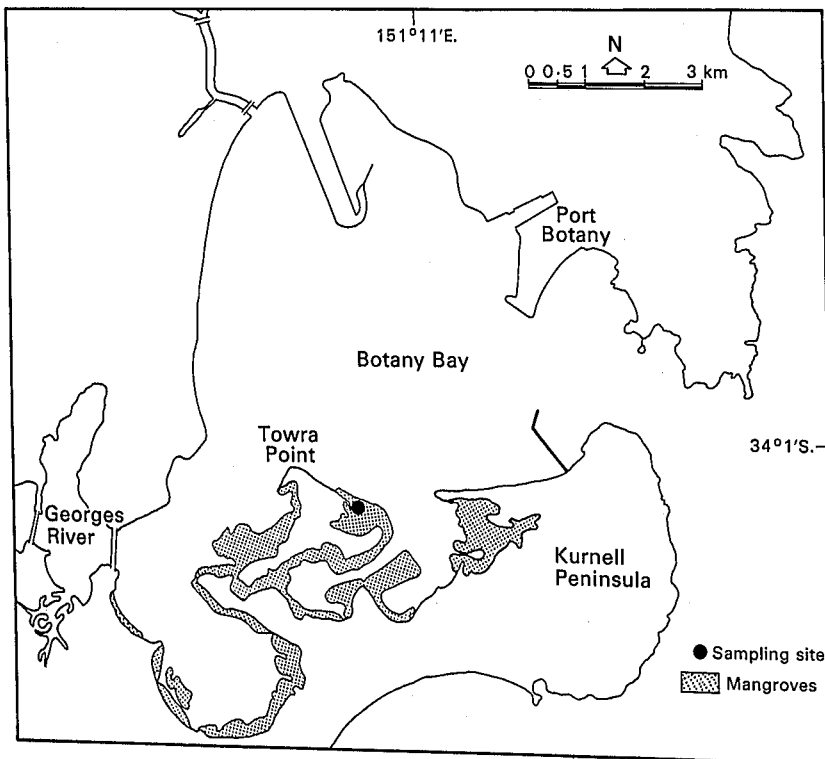 151°11'E.
N
0 0·5 1 2 3 km
Port
Botany
Botany Bay
Towra
Point
34°1'S.
Georges
River
Kurnell
Peninsula
Sampling site
Mangroves